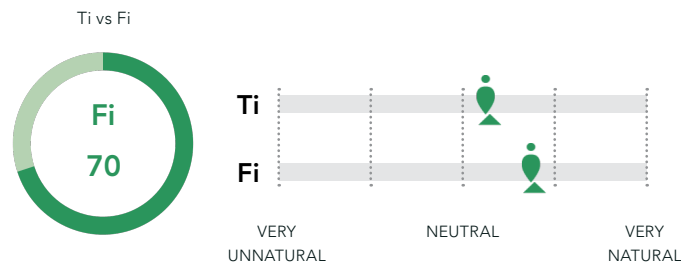 Ti vs Fi
Fi
70
Ti
Fi
VERY
UNNATURAL
NEUTRAL
VERY
NATURAL